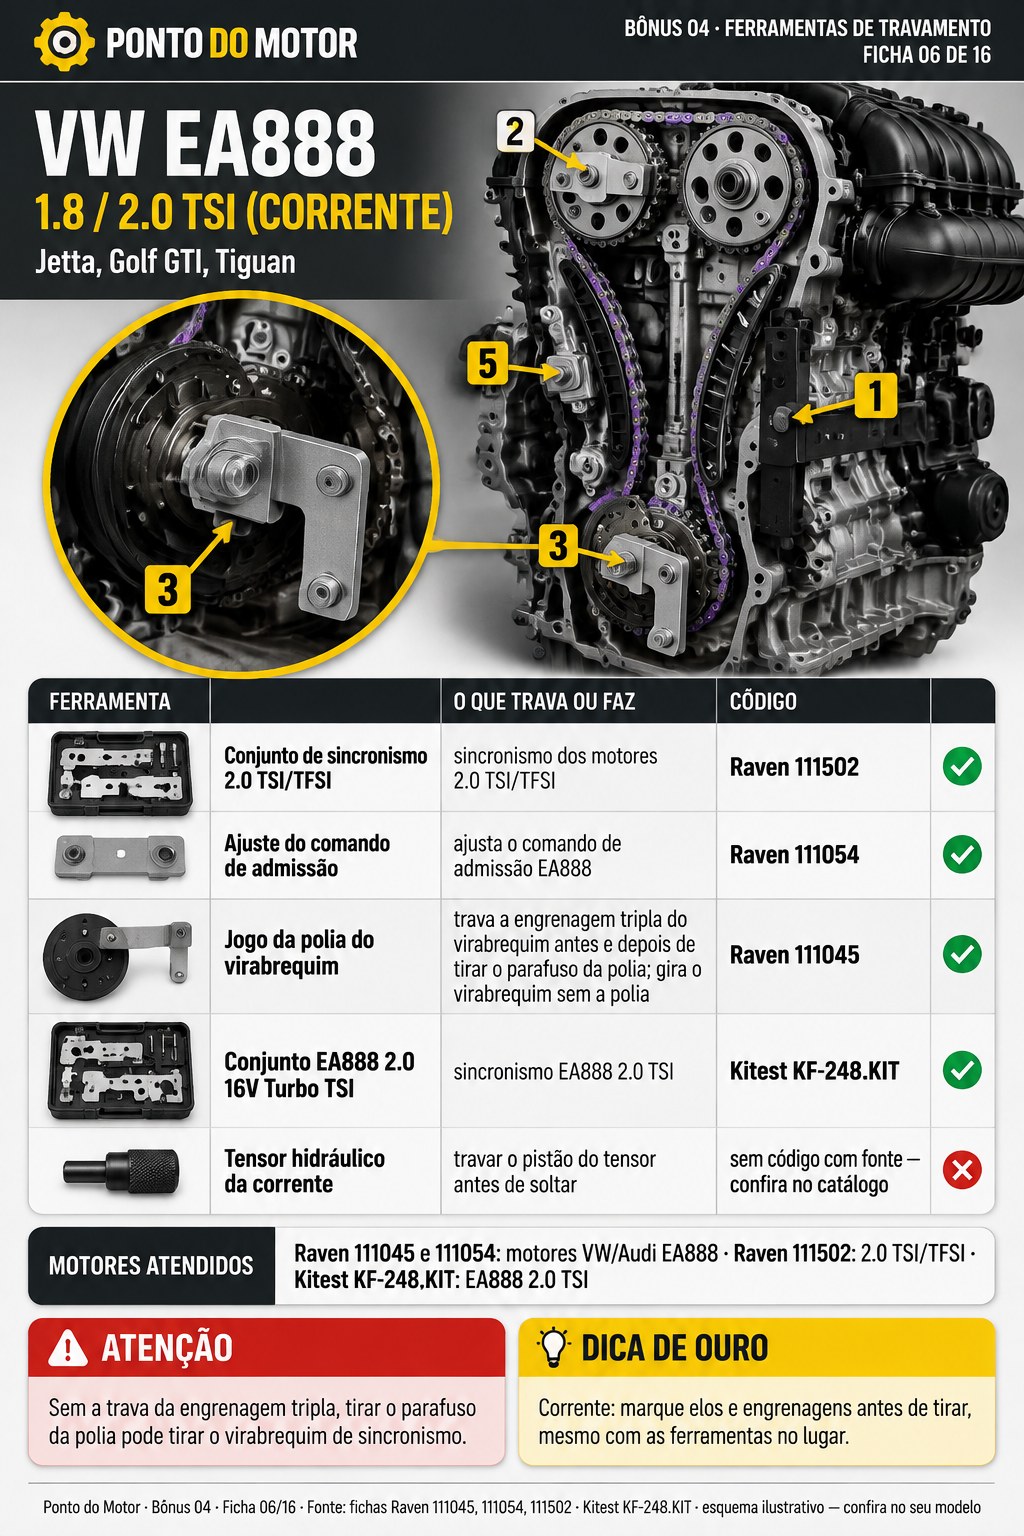 PONTO DO MOTOR
BÔNUS 04 · FERRAMENTAS DE TRAVAMENTO
FICHA 06 DE 16
VW EA888
1.8 / 2.0 TSI (CORRENTE)
Jetta, Golf GTI, Tiguan
2
5
1
3
3
FERRAMENTA
O QUE TRAVA OU FAZ
CÕDIGO
Conjunto de sincronismo
2.0 TSI/TFSI
sincronismo dos motores
2.0 TSI/TFSI
Raven 111502
Ajuste do comando
de admissão
ajusta o comando de
admissão EA888
Raven 111054
Jogo da polia do
virabrequim
trava a engrenagem tripla do
virabrequim antes e depois de
tirar o parafuso da polia; gira o
virabrequim sem a polia
Raven 111045
Conjunto EA888 2.0
16V Turbo TSI
sincronismo EA888 2.0 TSI
Kitest KF-248.KIT
Tensor hidráulico
da corrente
travar o pistão do tensor
antes de soltar
sem código com fonte —
confira no catálogo
MOTORES ATENDIDOS
Raven 111045 e 111054: motores VW/Audi EA888 · Raven 111502: 2.0 TSI/TFSI ·
Kitest KF-248,KIT: EA888 2.0 TSI
ATENÇÃO
Sem a trava da engrenagem tripla, tirar o parafuso
da polia pode tirar o virabrequim de sincronismo.
DICA DE OURO
Corrente: marque elos e engrenagens antes de tirar,
mesmo com as ferramentas no lugar.
Ponto do Motor · Bônus 04 · Ficha 06/16 · Fonte: fichas Raven 111045, 111054, 111502 · Kitest KF-248.KIT · esquema ilustrativo — confira no seu modelo